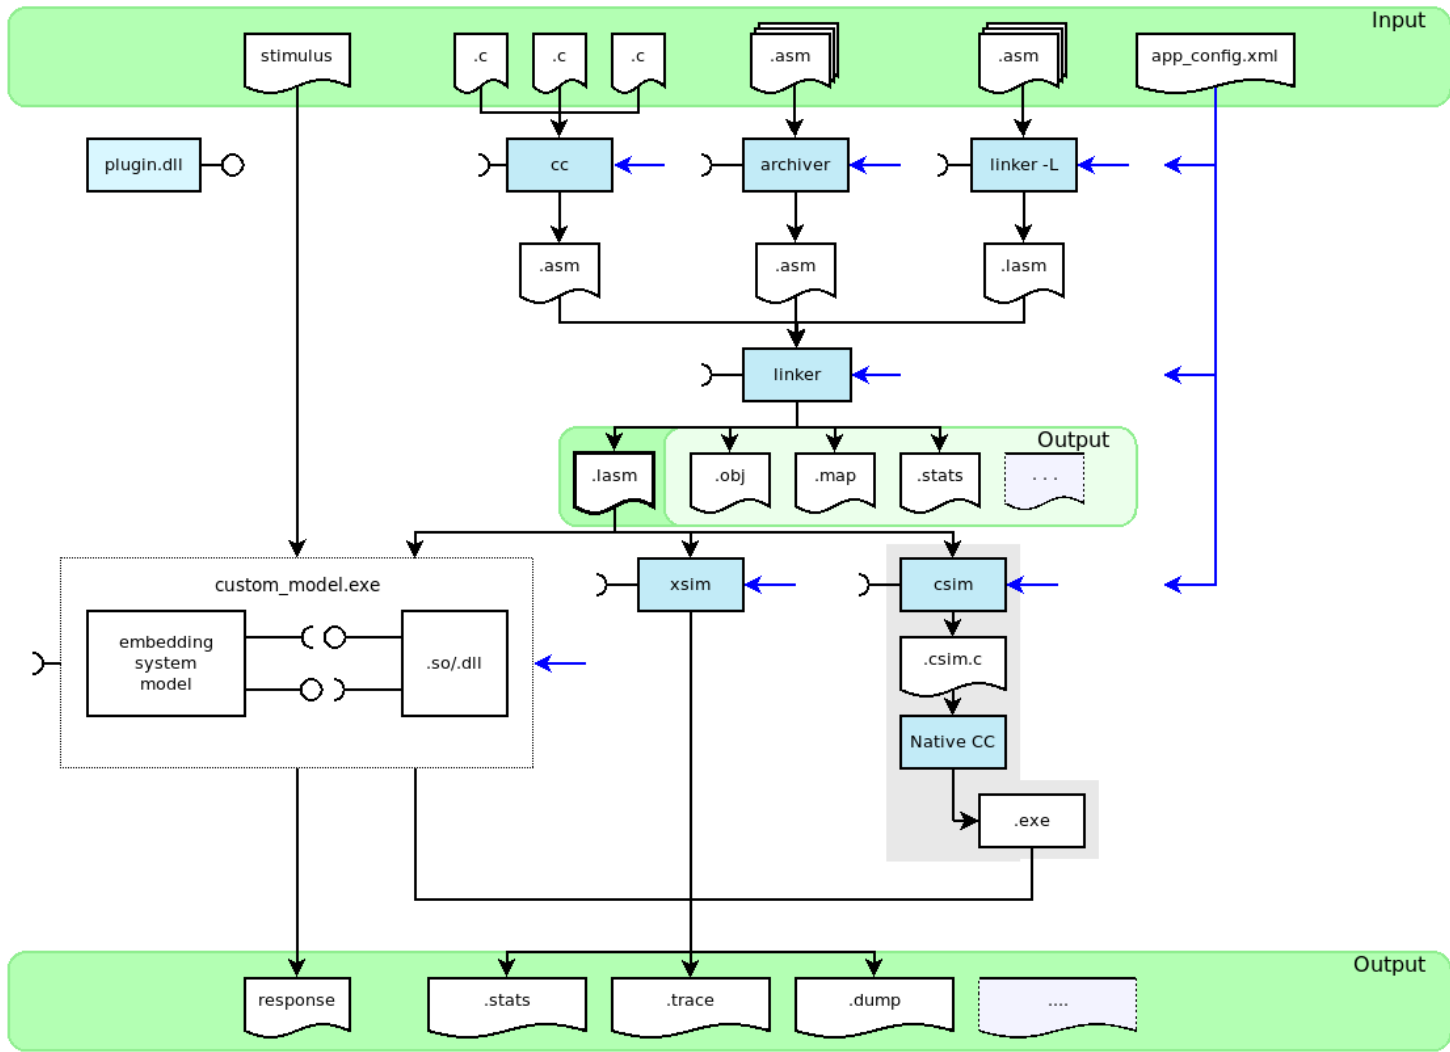 Input
stimulus
.c
.c
.c
.asm
.asm
app_config.xml
plugin.dll
cc
archiver
linker -L
.asm
.asm
.lasm
linker
Output
.lasm
.obj
.map
.stats
. . .
custom_model.exe
xsim
csim
embedding
system
model
.so/.dll
.csim.c
Native CC
.exe
Output
response
.stats
.trace
.dump
....